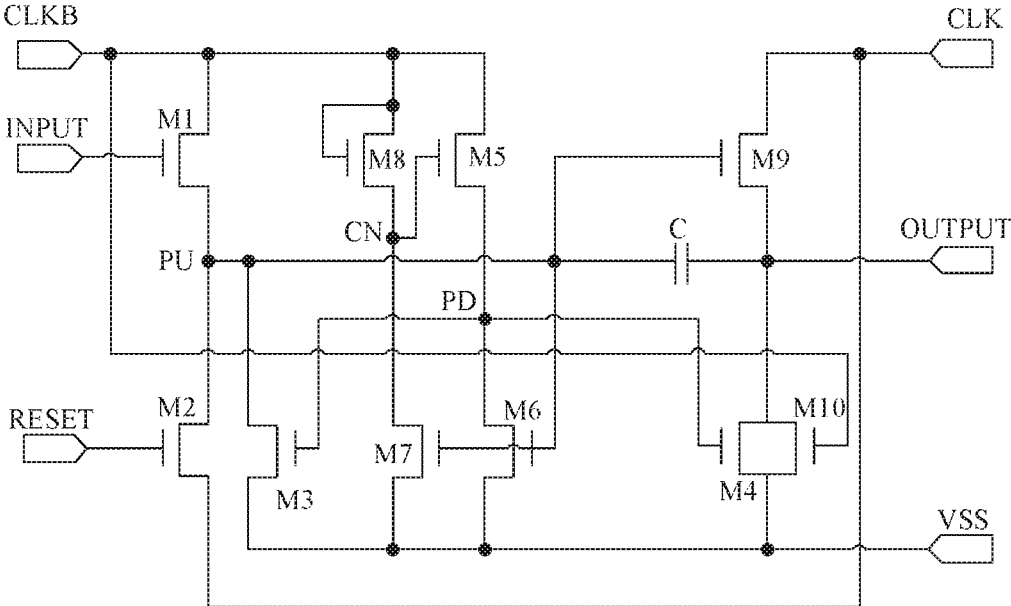 CLKB
CLK
M1
INPUT
M8
M5
M9
CN
C
OUTPUT
PU
PD
M2
M6
M10
RESET
M7
M3
M4
VSS